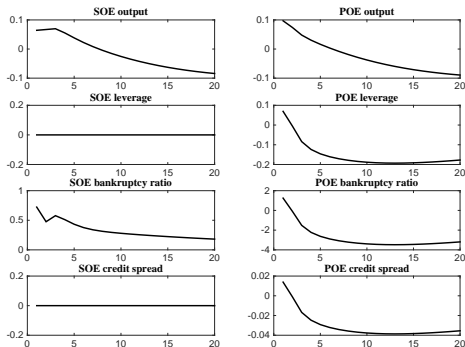 SOE output
0.1
0
-0.1
0 5 10 15 20
POE output
0.1
0
-0.1
0 5 10 15 20
SOE leverage
0.2
0
-0.2
0 5 10 15 20
POE leverage
0.1
0
-0.1
-0.2
0 5 10 15 20
SOE bankruptcy ratio
1
0.5
0
0 5 10 15 20
POE bankruptcy ratio
2
0
-2
-4
0 5 10 15 20
SOE credit spread
0.2
0
-0.2
0 5 10 15 20
POE credit spread
0.02
0
-0.02
-0.04
0 5 10 15 20